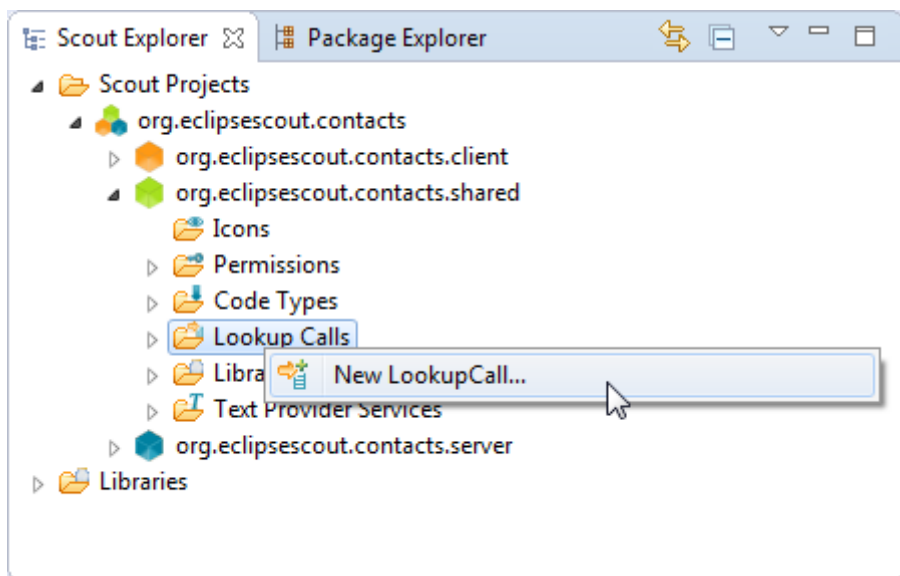 Scout Explorer Package Explorer
Scout Projects
org.eclipsescout.contacts
org.eclipsescout.contacts.client
org.eclipsescout.contacts.shared
Icons
Permissions
Code Types
Lookup Calls
Libra New LookupCall...
Text Provider Services
org.eclipsescout.contacts.server
Libraries